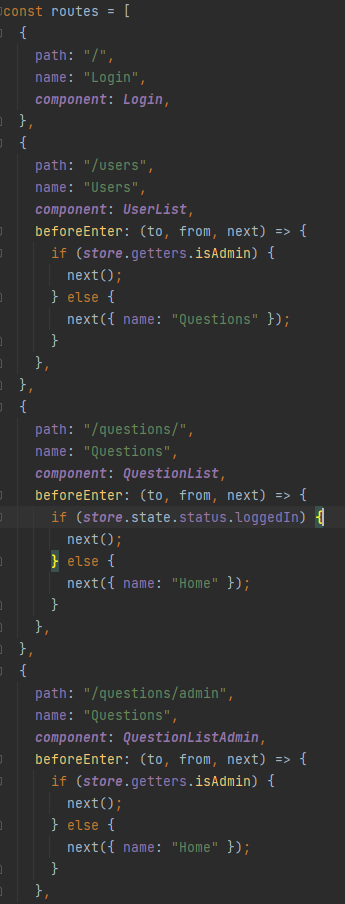 const routes = [
  {
    path: "/",
    name: "Login",
    component: Login,
  },
  {
    path: "/users",
    name: "Users",
    component: UserList,
    beforeEnter: (to, from, next) => {
      if (store.getters.isAdmin) {
        next();
      } else {
        next({ name: "Questions" });
      }
    },
  },
  {
    path: "/questions/",
    name: "Questions",
    component: QuestionList,
    beforeEnter: (to, from, next) => {
      if (store.state.status.loggedIn) {
        next();
      } else {
        next({ name: "Home" });
      }
    },
  },
  {
    path: "/questions/admin",
    name: "Questions",
    component: QuestionListAdmin,
    beforeEnter: (to, from, next) => {
      if (store.getters.isAdmin) {
        next();
      } else {
        next({ name: "Home" });
      }
    },